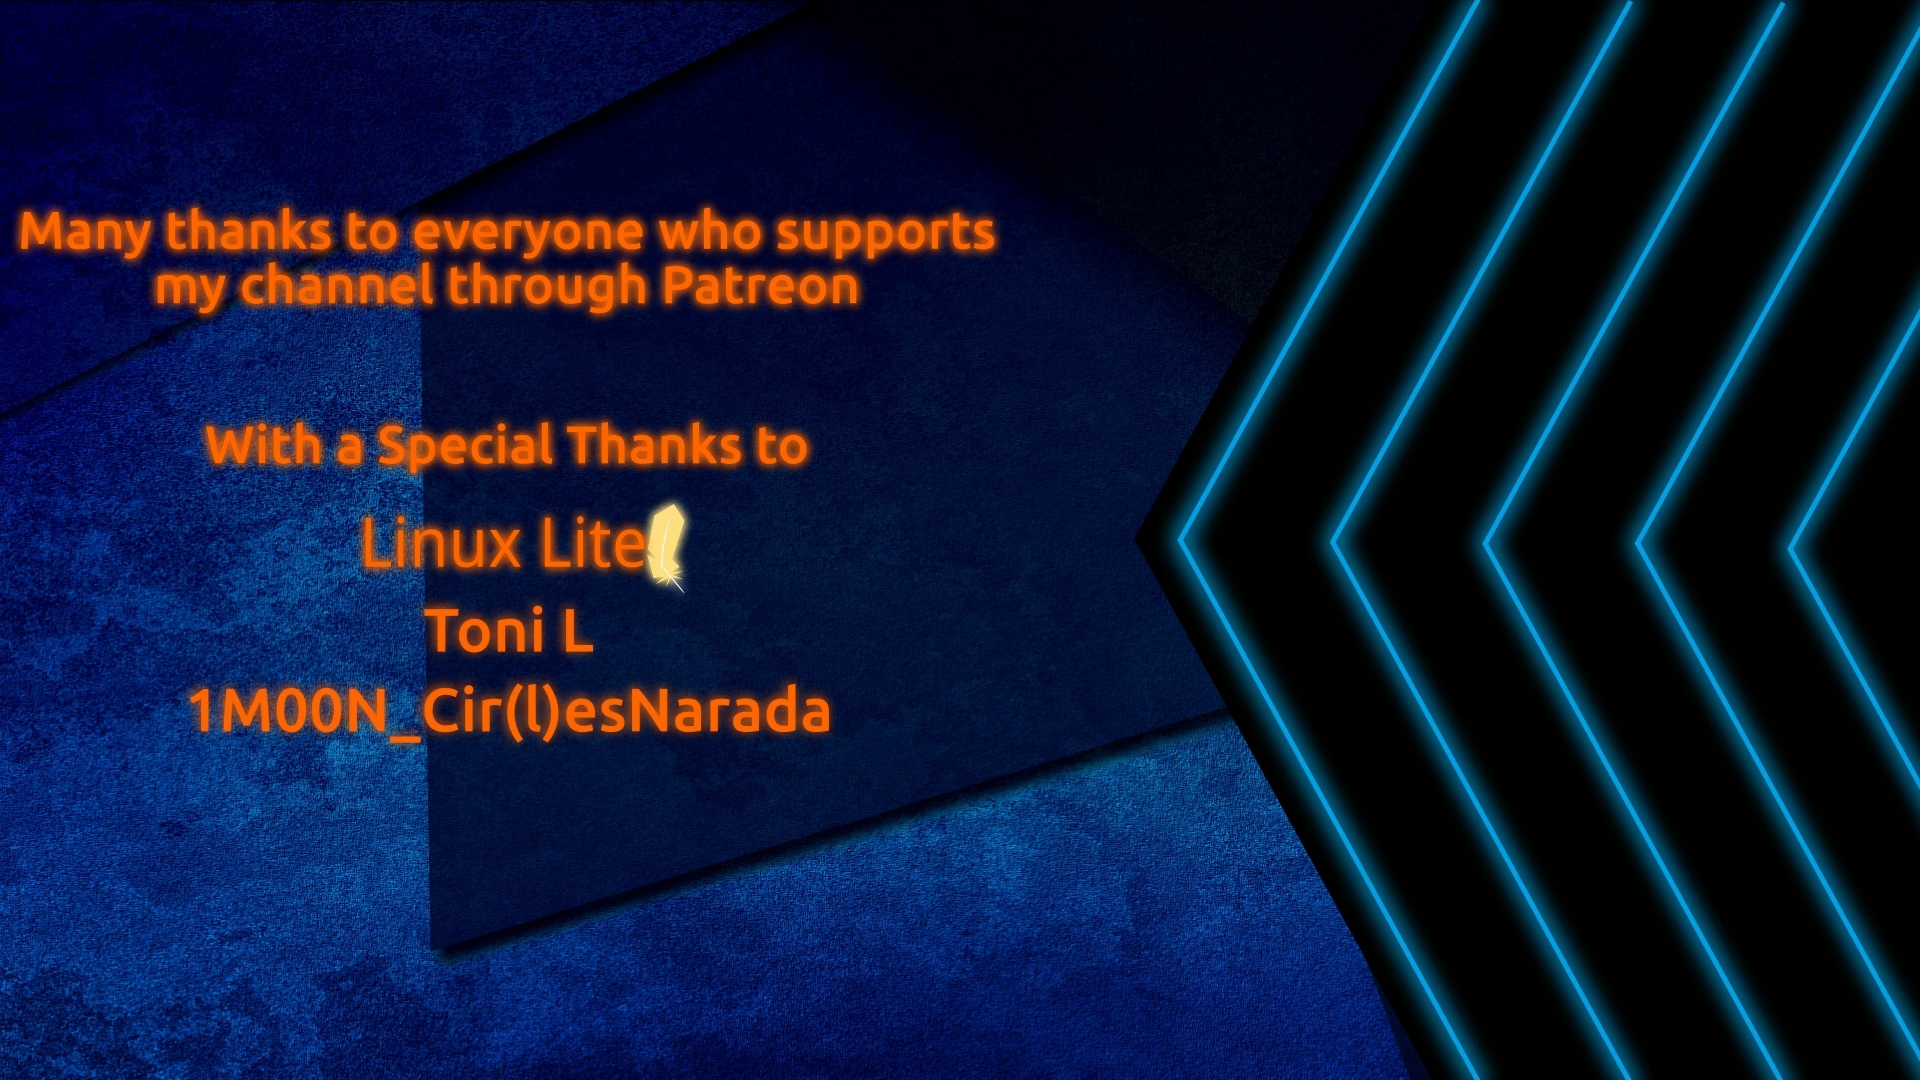 Many thanks to everyone who supports
my channel through Patreon
With a Special Thanks to
Linux Lite
Toni L
1M00N_Cir(l)esNarada